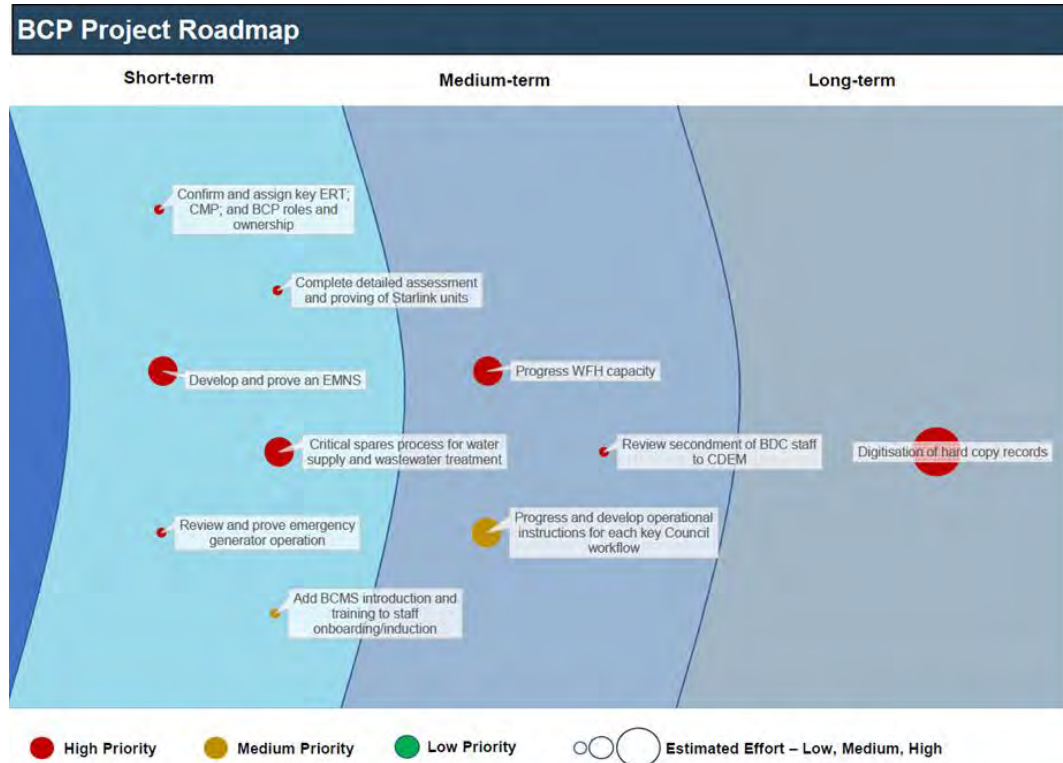 BCP Project Roadmap
Short-term
Medium-term
Long-term
Confirm and assign key ERT;
CMP; and BCP roles and
ownership
Complete detailed assessment
and proving of Starlink units
Develop and prove an EMNS
Progress WFH capacity
Critical spares process for water
supply and wastewater treatment
Review secondment of BDC staff
to CDEM
Digitisation of hard copy records
Review and prove emergency
generator operation
Progress and develop operational
instructions for each key Council
workflow
Add BCMS introduction and
training to staff
onboarding/induction
High Priority
Medium Priority
Low Priority
Estimated Effort – Low, Medium, High